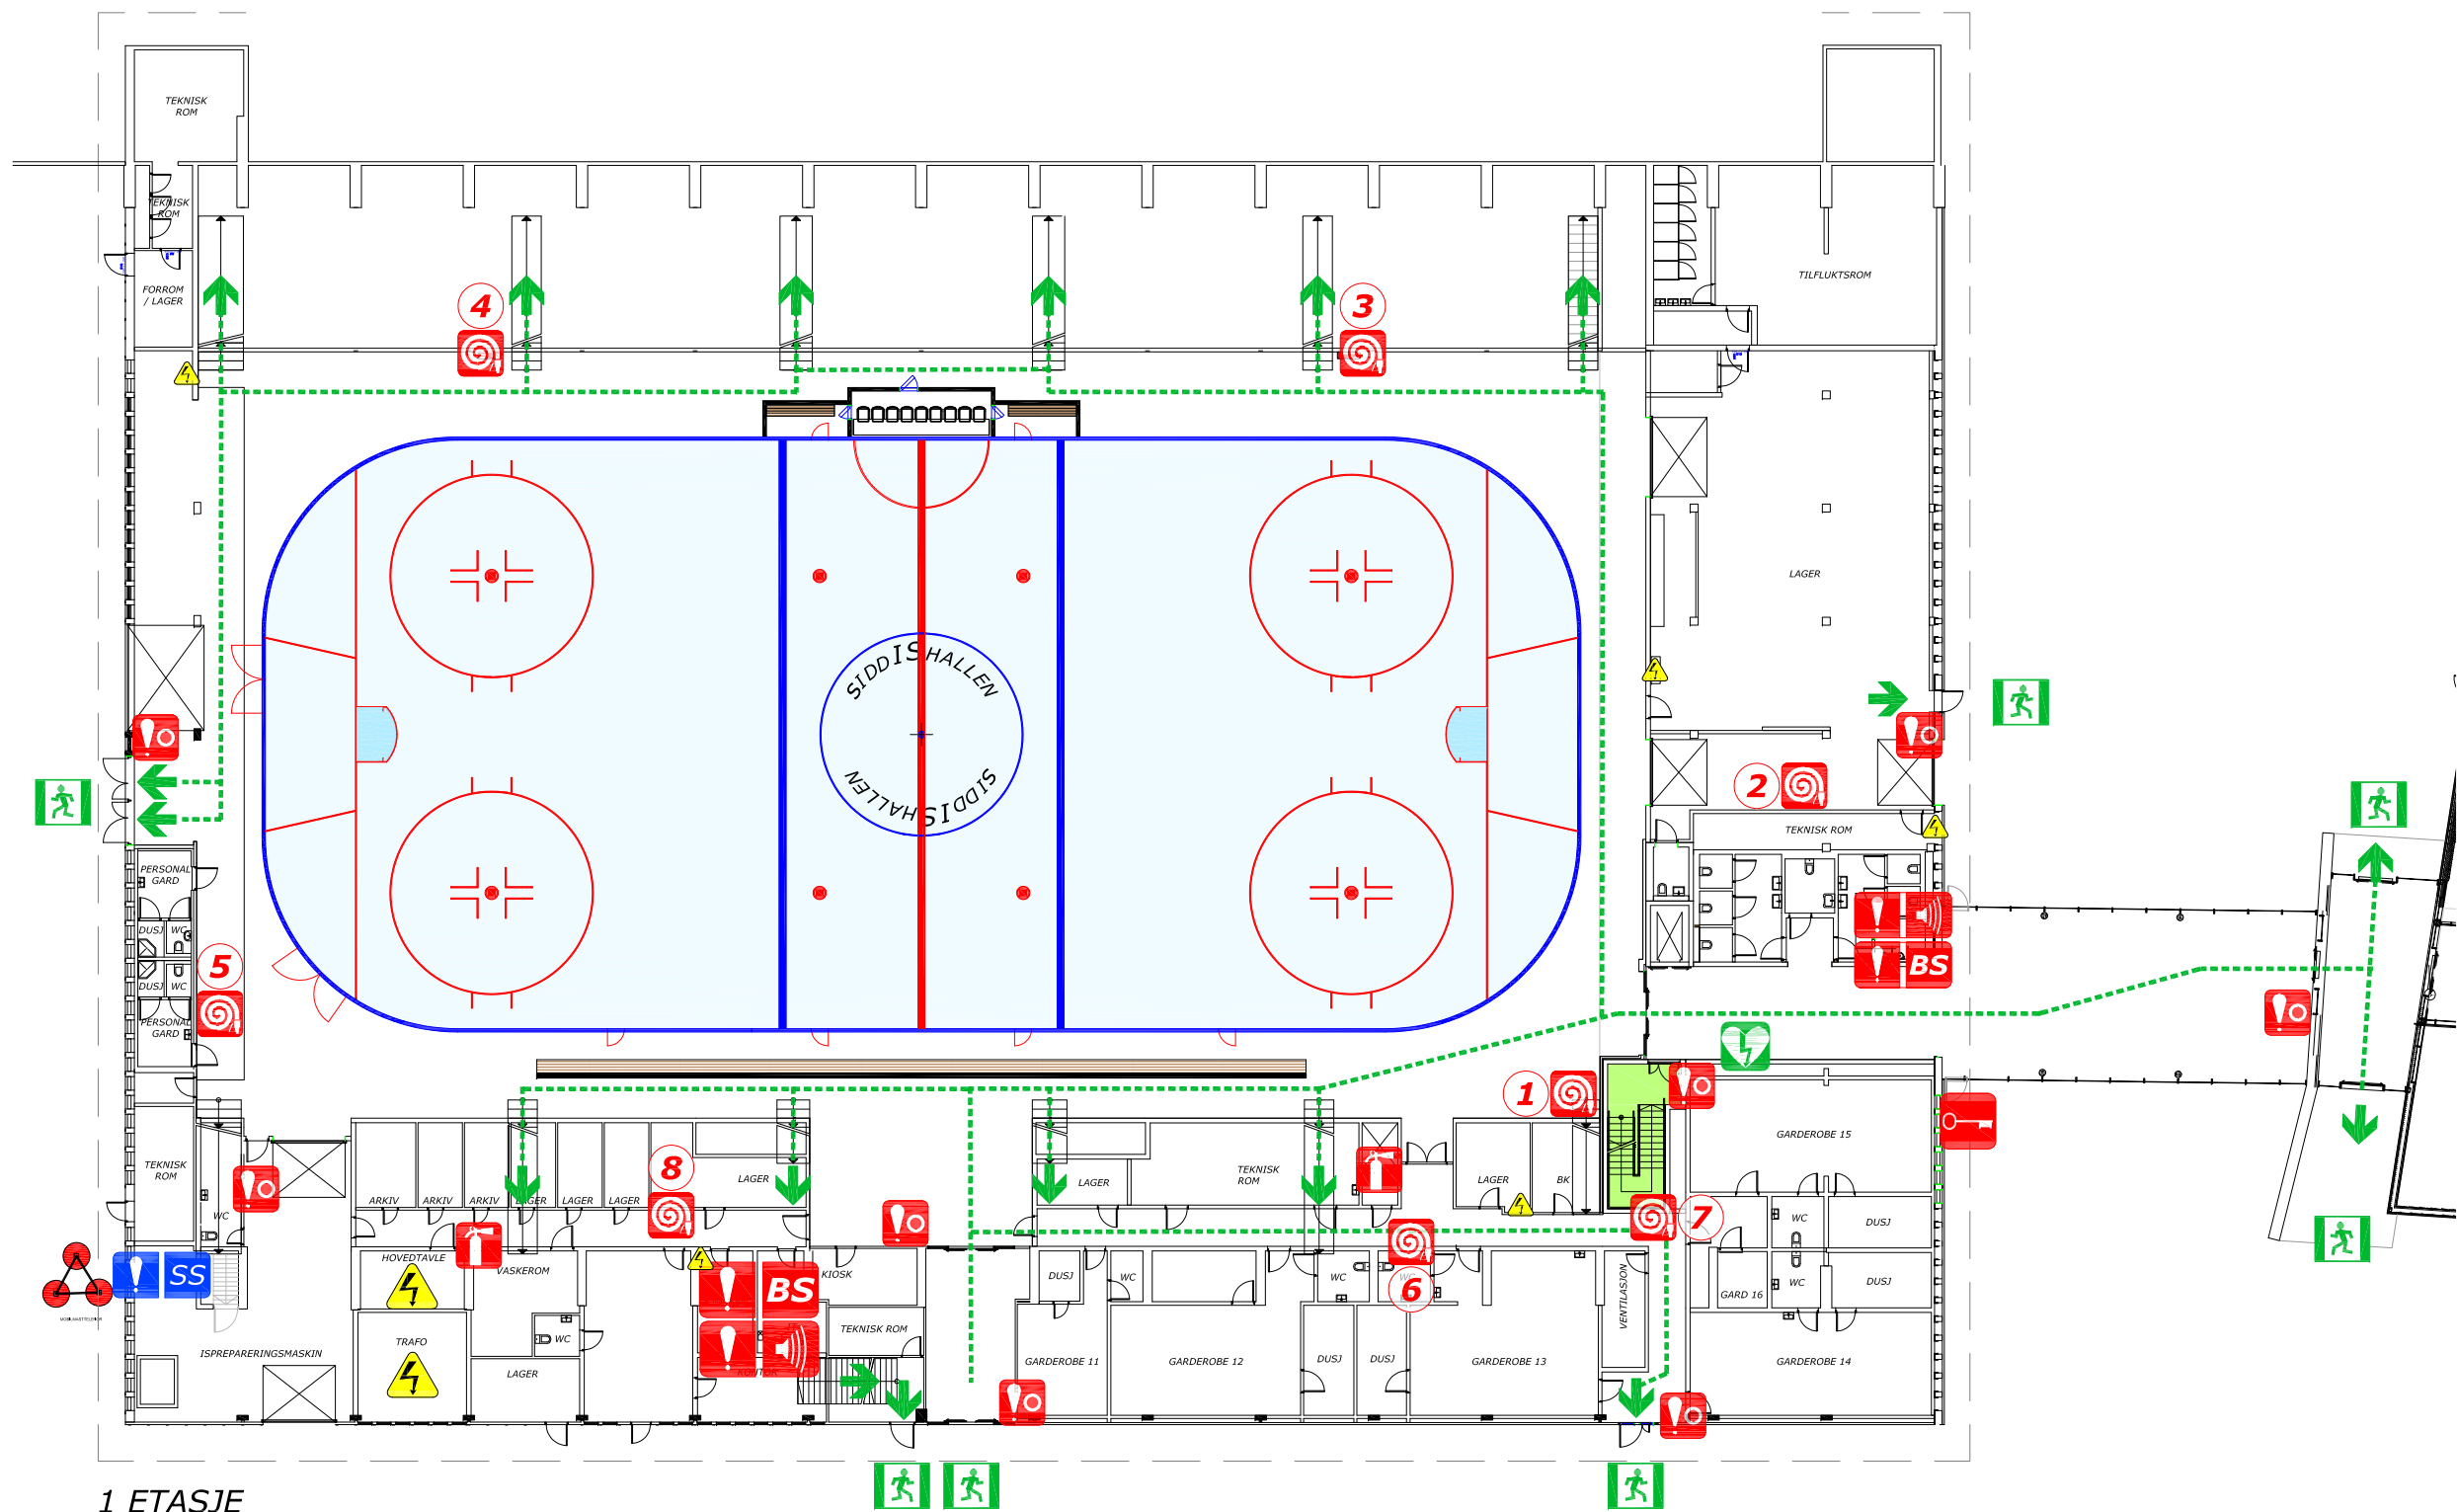 TEKNISK
ROM
TEKNISK
ROM
FORROM
/ LAGER
4
3
TILFLUKTSROM
LAGER
SIDDISHALLEN
SIDDISHALLEN
2
TEKNISK ROM
PERSONAL
GARD
DUSJ WC
5
DUSJ WC
PERSONAL
GARD
BS
1
GARDEROBE 15
TEKNISK
ROM
WC
8
ARKIV
ARKIV
ARKIV
LAGER
LAGER
LAGER
LAGER
LAGER
TEKNISK
ROM
LAGER
BK
7
WC
DUSJ
HOVEDTAVLE
VASKEROM
SS
BS
KIOSK
DUSJ
WC
WC
WC
6
VENTILASJON
GARD 16
WC
DUSJ
TRAFO
WC
TEKNISK ROM
ISPREPARERINGSMASKIN
LAGER
KONTOR
GARDEROBE 11
GARDEROBE 12
DUSJ
DUSJ
GARDEROBE 13
GARDEROBE 14
1 ETASJE